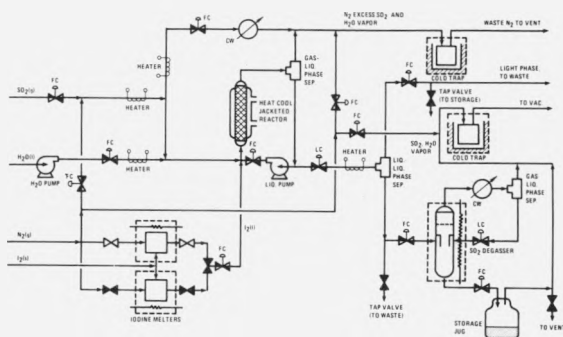 FC
CW
N2 EXCESS SO2 AND
H2O VAPOR
WASTE N2 TO VENT
HEATER
GAS-
LIQ.
PHASE
SEP
COLD TRAP
FC
LIGHT PHASE,
TO WASTE
SO2(s)
FC
HEATER
HEAT COOL
JACKETED
REACTOR
FC
TAP VALVE
(TO STORAGE)
TO VAC
H2O(l)
FC
H2O PUMP
HEATER
FC
LIQ. PUMP
LC
HEATER
SO2, H2O
VAPOR
COLD TRAP
LIQ.
LIQ.
PHASE
SEP
FC
CW
GAS
LIQ.
PHASE
SEP
I2(l)
N2(g)
I2(s)
FC
FC
LC
SO2 DEGASSER
FC
IODINE MELTERS
TAP VALVE
(TO WASTE)
STORAGE
JUG
TO VENT